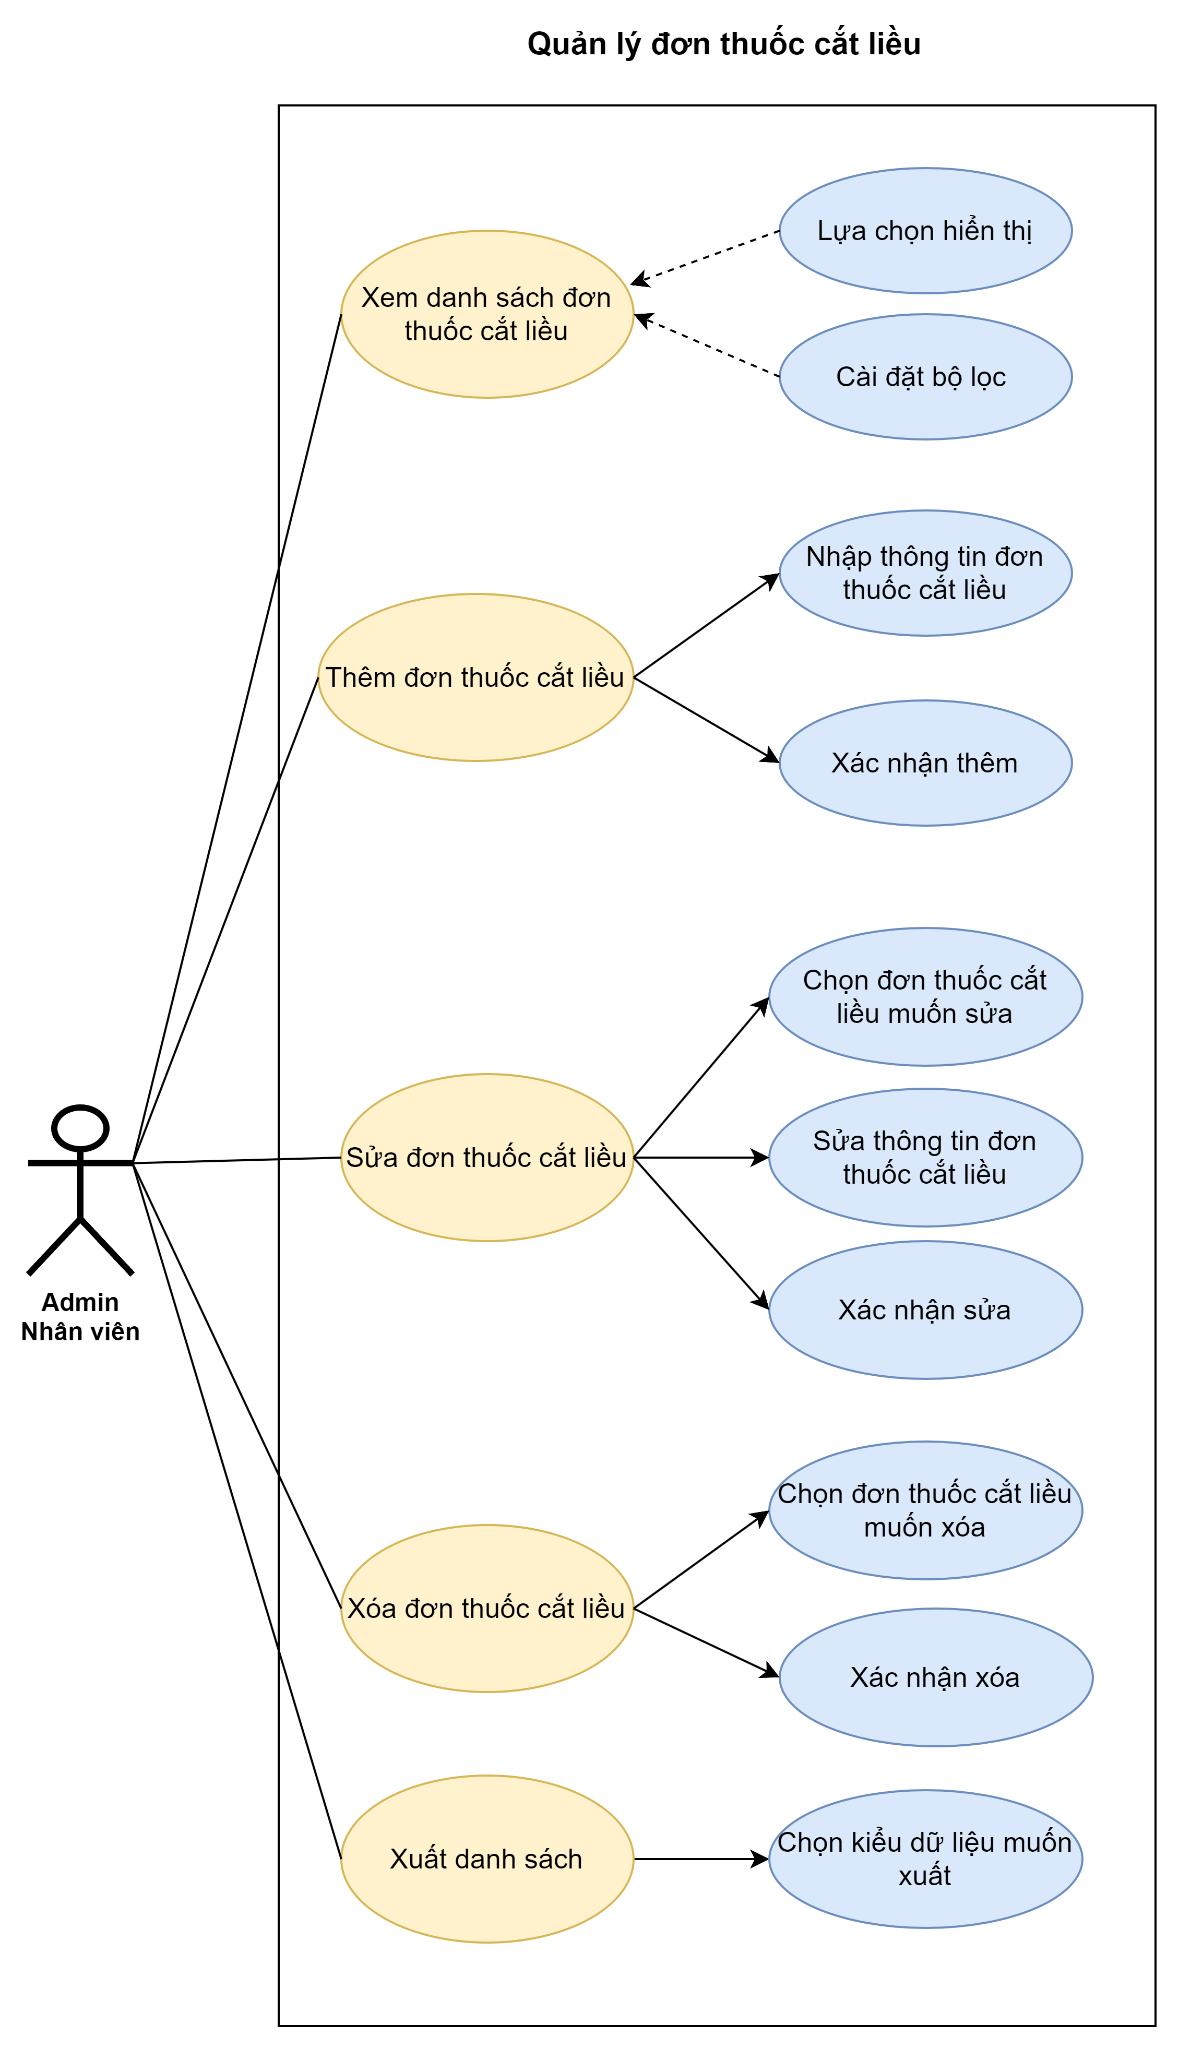 Quản lý đơn thuốc cắt liều
Lựa chọn hiển thị
Xem danh sách đơn
thuốc cắt liều
Cài đặt bộ lọc
Nhập thông tin đơn
thuốc cắt liều
Thêm đơn thuốc cắt liều
Xác nhận thêm
Chọn đơn thuốc cắt
liều muốn sửa
Sửa đơn thuốc cắt liều
Sửa thông tin đơn
thuốc cắt liều
Xác nhận sửa
Admin
Nhân viên
Chọn đơn thuốc cắt liều
muốn xóa
Xóa đơn thuốc cắt liều
Xác nhận xóa
Xuất danh sách
Chọn kiểu dữ liệu muốn
xuất